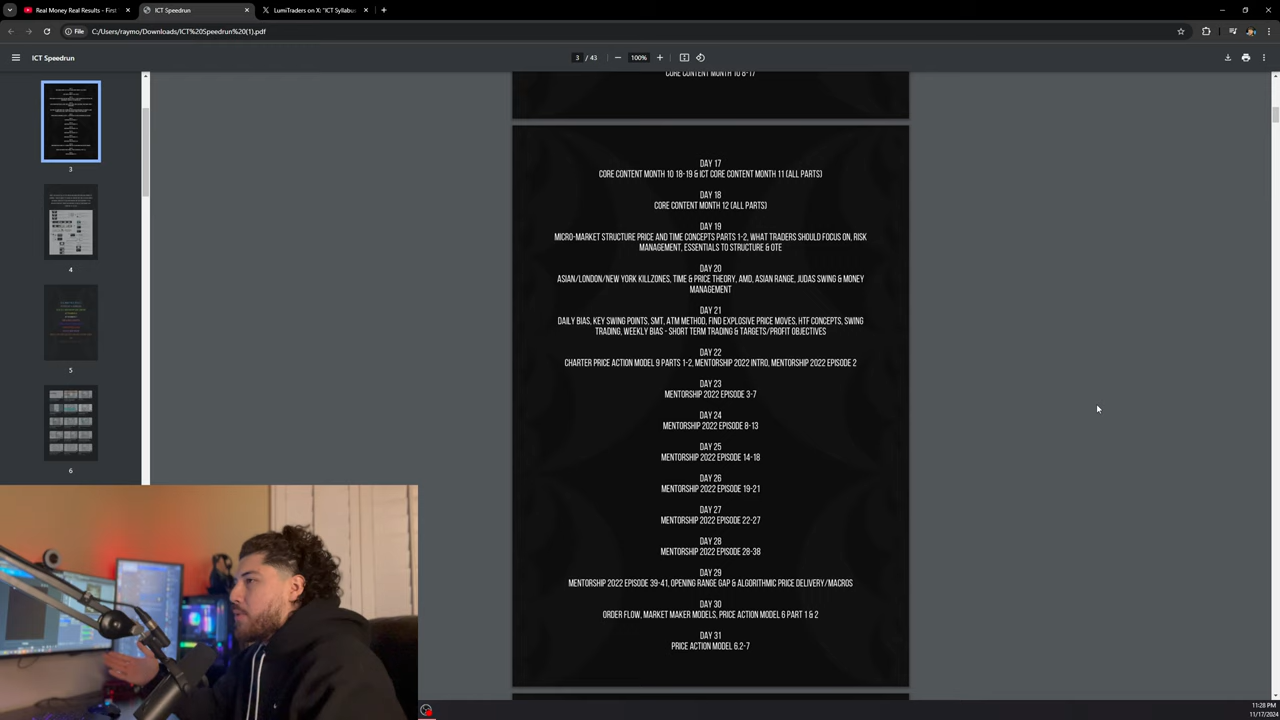 Real Money Real Results - First
ICT Speedrun
LumiTraders on X: "ICT Syllabu
File
C:/Users/raymo/Downloads/ICT%20Speedrun%20(1).pdf
ICT Speedrun
3 / 43
100%
CORE CONTENT MONTH 10 8-17
DAY 17
CORE CONTENT MONTH 10 18-19 & ICT CORE CONTENT MONTH 11 (ALL PARTS)
DAY 18
CORE CONTENT MONTH 12 (ALL PARTS)
DAY 19
MICRO-MARKET STRUCTURE PRICE AND TIME CONCEPTS PARTS 1-2, WHAT TRADERS SHOULD FOCUS ON, RISK
MANAGEMENT, ESSENTIALS TO STRUCTURE & OTE
DAY 20
ASIAN/LONDON/NEW YORK KILLZONES, TIME & PRICE THEORY, AMD, ASIAN RANGE, JUDAS SWING & MONEY
MANAGEMENT
DAY 21
DAILY BIAS, KEY SWING POINTS, SMT, ATM METHOD, FIND EXPLOSIVE PRICE MOVES, HTF CONCEPTS, SWING
TRADING, WEEKLY BIAS - SHORT TERM TRADING & TARGETS/PROFIT OBJECTIVES
DAY 22
CHARTER PRICE ACTION MODEL 9 PARTS 1-2, MENTORSHIP 2022 INTRO, MENTORSHIP 2022 EPISODE 2
DAY 23
MENTORSHIP 2022 EPISODE 3-7
DAY 24
MENTORSHIP 2022 EPISODE 8-13
DAY 25
MENTORSHIP 2022 EPISODE 14-18
DAY 26
MENTORSHIP 2022 EPISODE 19-21
DAY 27
MENTORSHIP 2022 EPISODE 22-27
DAY 28
MENTORSHIP 2022 EPISODE 28-38
DAY 29
MENTORSHIP 2022 EPISODE 39-41, OPENING RANGE GAP & ALGORITHMIC PRICE DELIVERY/MACROS
DAY 30
ORDER FLOW, MARKET MAKER MODELS, PRICE ACTION MODEL 6 PART 1 & 2
DAY 31
PRICE ACTION MODEL 6.2-7
3
4
5
6
11:28 PM
11/17/2024